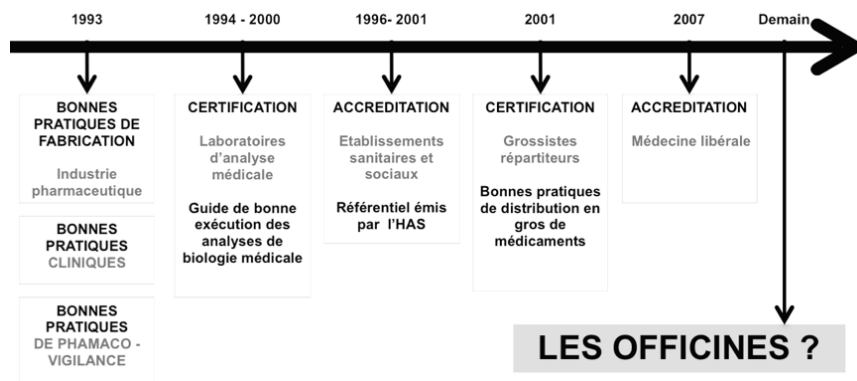 1993
1994 - 2000
1996- 2001
2001
2007
Demain
BONNES
PRATIQUES DE
FABRICATION
Industrie
pharmaceutique
BONNES
PRATIQUES
CLINIQUES
BONNES
PRATIQUES
DE PHAMACO -
VIGILANCE
CERTIFICATION
Laboratoires
d'analyse
médicale
Guide de bonne
exécution des
analyses de
biologie médicale
ACCREDITATION
Etablissements
sanitaires et
sociaux
Référentiel émis
par l'HAS
CERTIFICATION
Grossistes
répartiteurs
Bonnes pratiques
de distribution en
gros de
médicaments
ACCREDITATION
Médecine libérale
LES OFFICINES ?